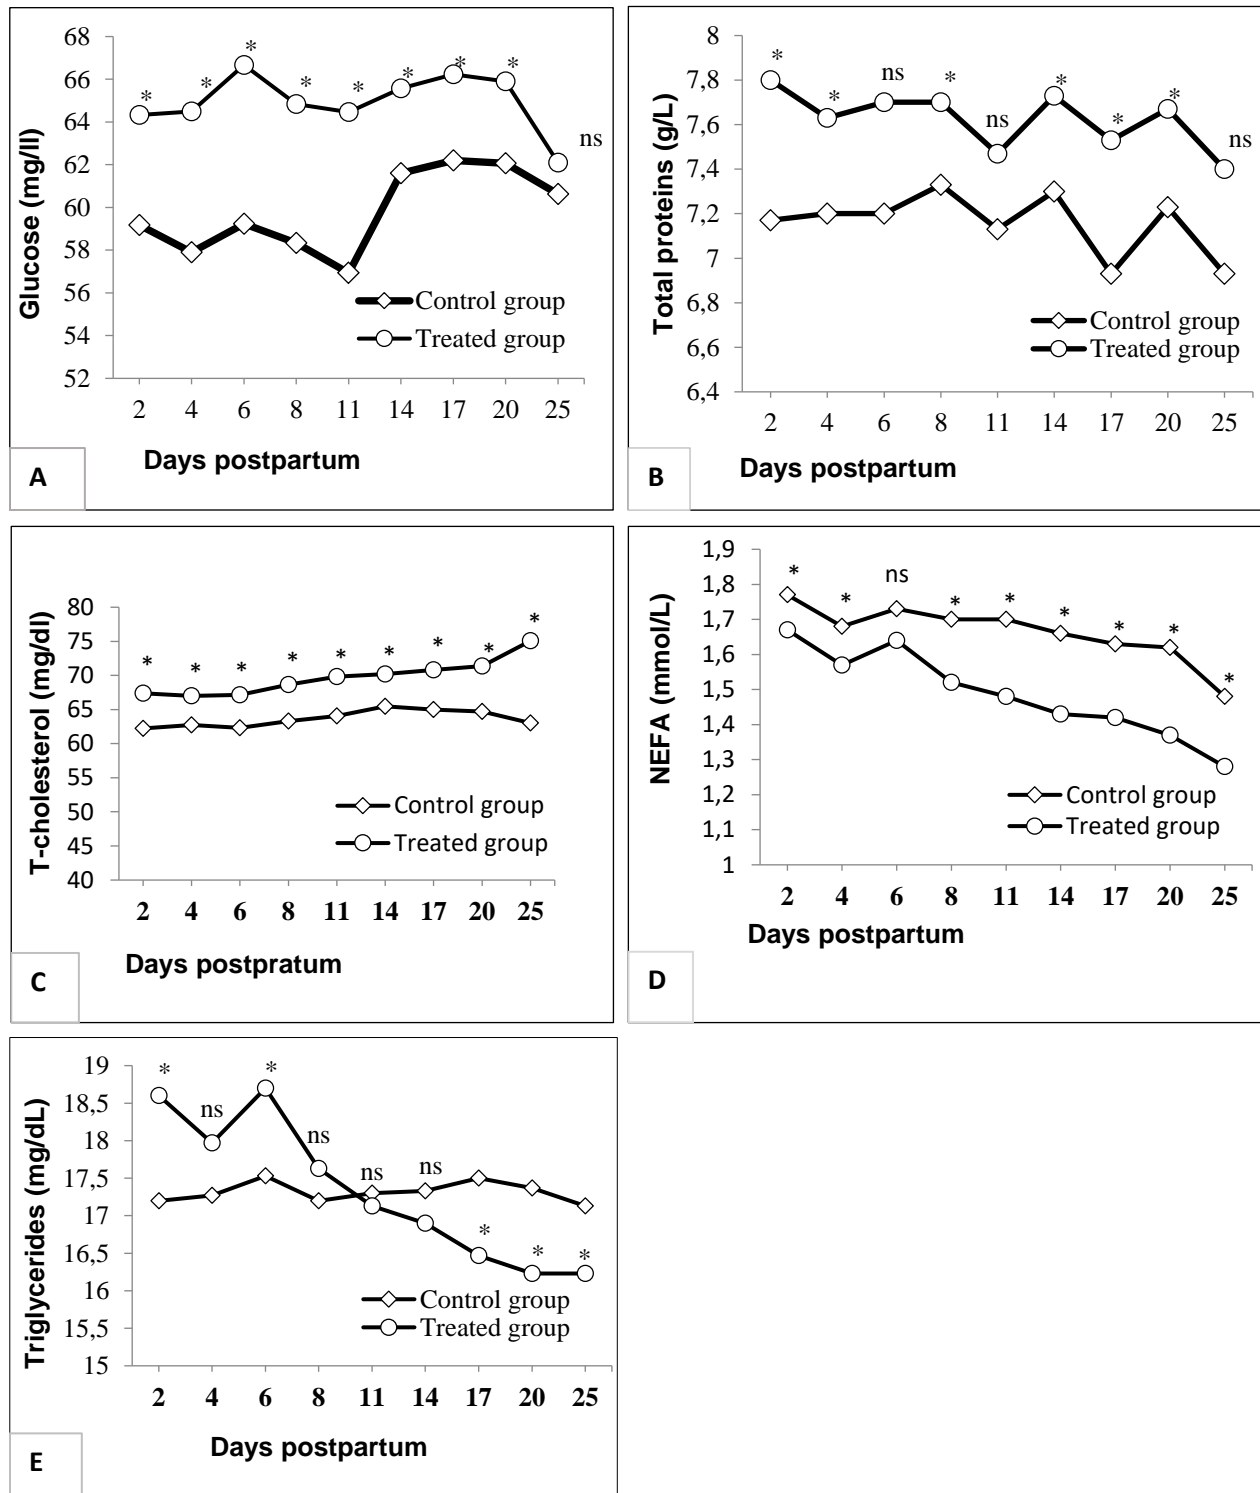 68
66
64
62
60
58
56
54
52
Glucose (mg/ll)
* * * * * * * * ns
Control group
Treated group
2 4 6 8 11 14 17 20 25
Days postpartum
A
8
7,8
7,6
7,4
7,2
7
6,8
6,6
6,4
Total proteins (g/L)
* * ns * ns * * * ns
Control group
Treated group
2 4 6 8 11 14 17 20 25
Days postpartum
B
80
75
70
65
60
55
50
45
40
T-cholesterol (mg/dl)
* * * * * * * * *
Control group
Treated group
2 4 6 8 11 14 17 20 25
Days postpratum
C
1,9
1,8
1,7
1,6
1,5
1,4
1,3
1,2
1,1
1
NEFA (mmol/L)
* * ns * * * * * *
Control group
Treated group
2 4 6 8 11 14 17 20 25
Days postpartum
D
19
18,5
18
17,5
17
16,5
16
15,5
15
Triglycerides (mg/dL)
* ns * ns ns ns * * *
Control group
Treated group
2 4 6 8 11 14 17 20 25
Days postpartum
E